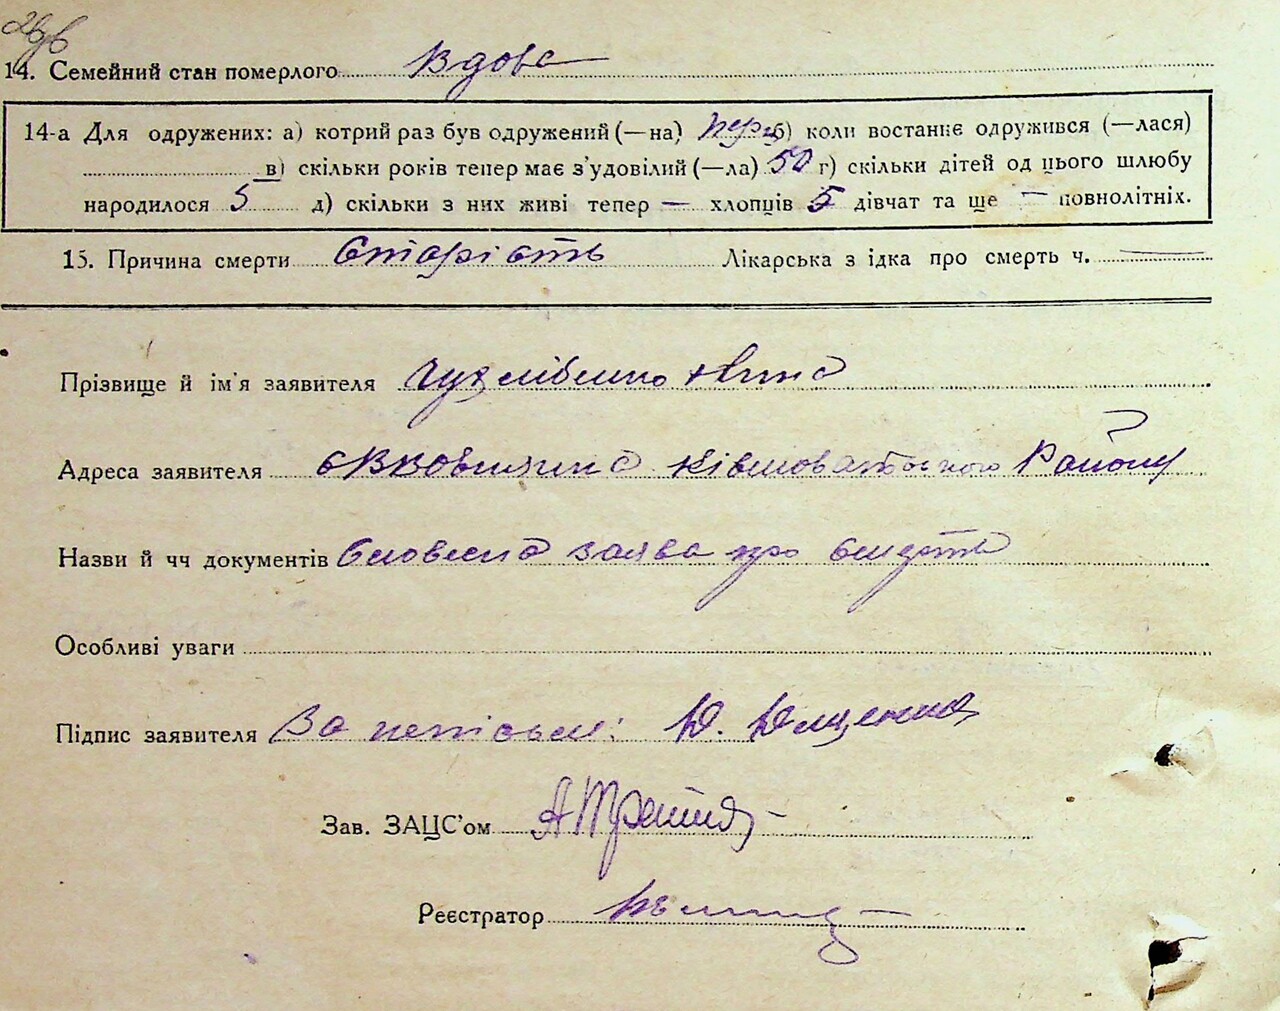 14. Семейний стан померлого Вдова
14-а Для одружених: а) котрий раз був одружений (—на) перш б) коли востаннє одружився (—лася)
в) скільки років тепер має з'удовілий (—ла) 50 г) скільки дітей од цього шлюбу
народилося 5 д) скільки з них живі тепер — хлопців 5 дівчат та ще — повнолітніх.
15. Причина смерти Старість Лікарська з ідка про смерть ч. —
Прізвище й ім'я заявителя
Адреса заявителя району
Назви й чч документів Словесна заява про смерть
Особливі уваги
Підпис заявителя За неписьм: Ю.
Зав. ЗАЦС'ом
Реєстратор